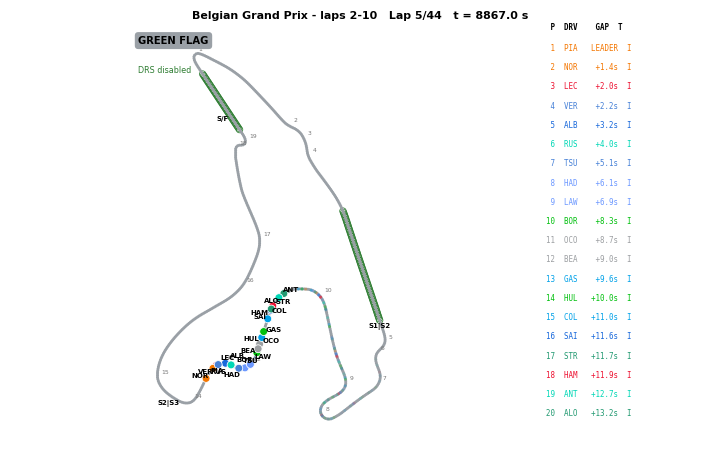 Belgian Grand Prix - laps 2-10   Lap 5/44   t = 8867.0 s
GREEN FLAG
DRS disabled
P DRV GAP T
1 PIA LEADER I
2 NOR +1.4s I
3 LEC +2.0s I
4 VER +2.2s I
5 ALB +3.2s I
6 RUS +4.0s I
7 TSU +5.1s I
8 HAD +6.1s I
9 LAW +6.9s I
10 BOR +8.3s I
11 OCO +8.7s I
12 BEA +9.0s I
13 GAS +9.6s I
14 HUL +10.0s I
15 COL +11.0s I
16 SAI +11.6s I
17 STR +11.7s I
18 HAM +11.9s I
19 ANT +12.7s I
20 ALO +13.2s I
S/F
19
2
3
4
17
16
ANT
ALO
STR
HAM
COL
SAI
10
GAS
HUL
OCO
BEA
LAW
LEC
ALB
TSU
HAD
NOR
S1|S2
5
7
9
8
15
14
S2|S3